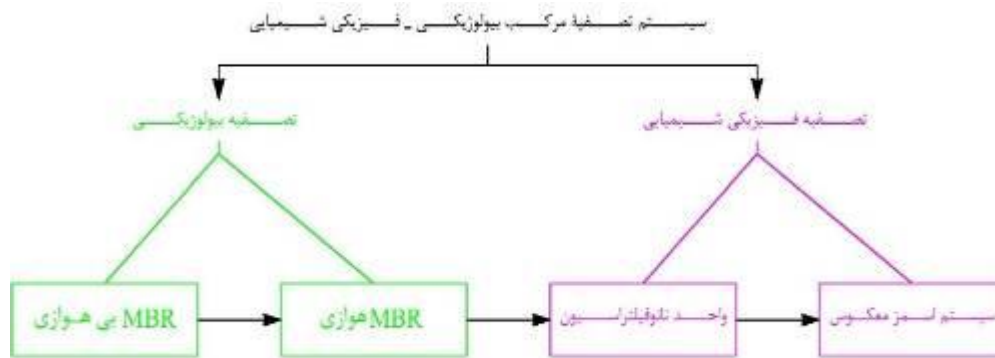 سیستم تصفیۀ مرکب بیولوژیکی - فیزیکی شیمیایی
تصفیه فیزیکی شیمیایی
تصفیه بیولوژیکی
MBR بی هوازی
MBR هوازی
واحد نانوفیلتراسیون
سیستم اسمز معکوس